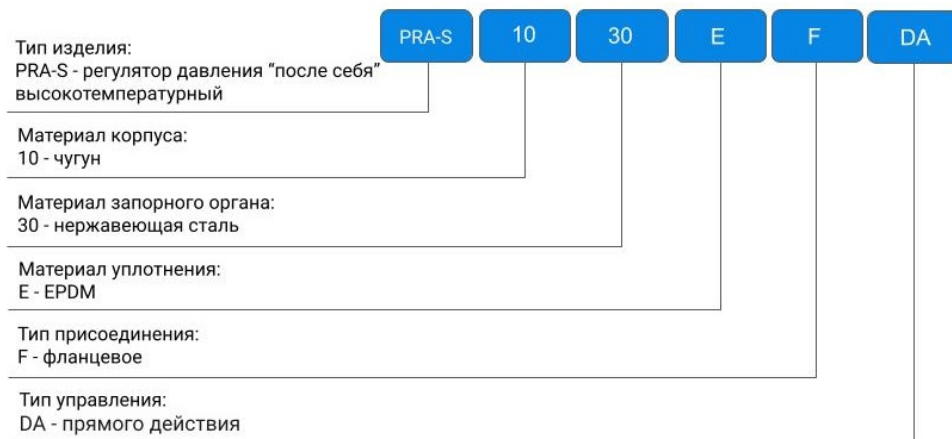 PRA-S 10 30 E F DA
Тип изделия:
PRA-S - регулятор давления “после себя”
высокотемпературный
Материал корпуса:
10 - чугун
Материал запорного органа:
30 - нержавеющая сталь
Материал уплотнения:
E - EPDM
Тип присоединения:
F - фланцевое
Тип управления:
DA - прямого действия